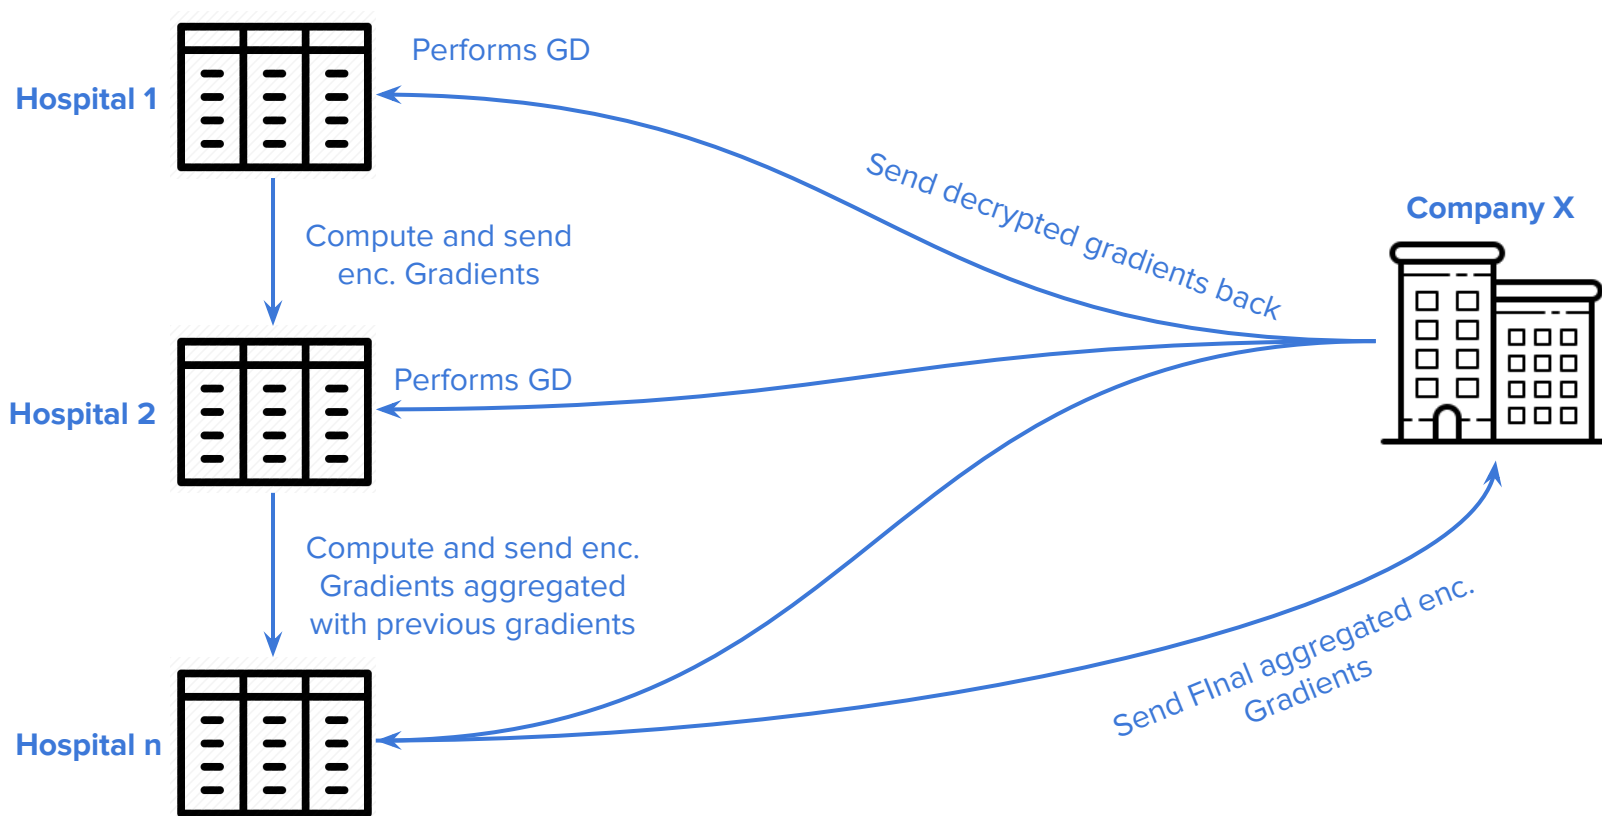 Performs GD
Hospital 1
Send decrypted gradients back
Company X
Compute and send
enc. Gradients
Performs GD
Hospital 2
Compute and send enc.
Gradients aggregated
with previous gradients
Send FInal aggregated enc.
Gradients
Hospital n